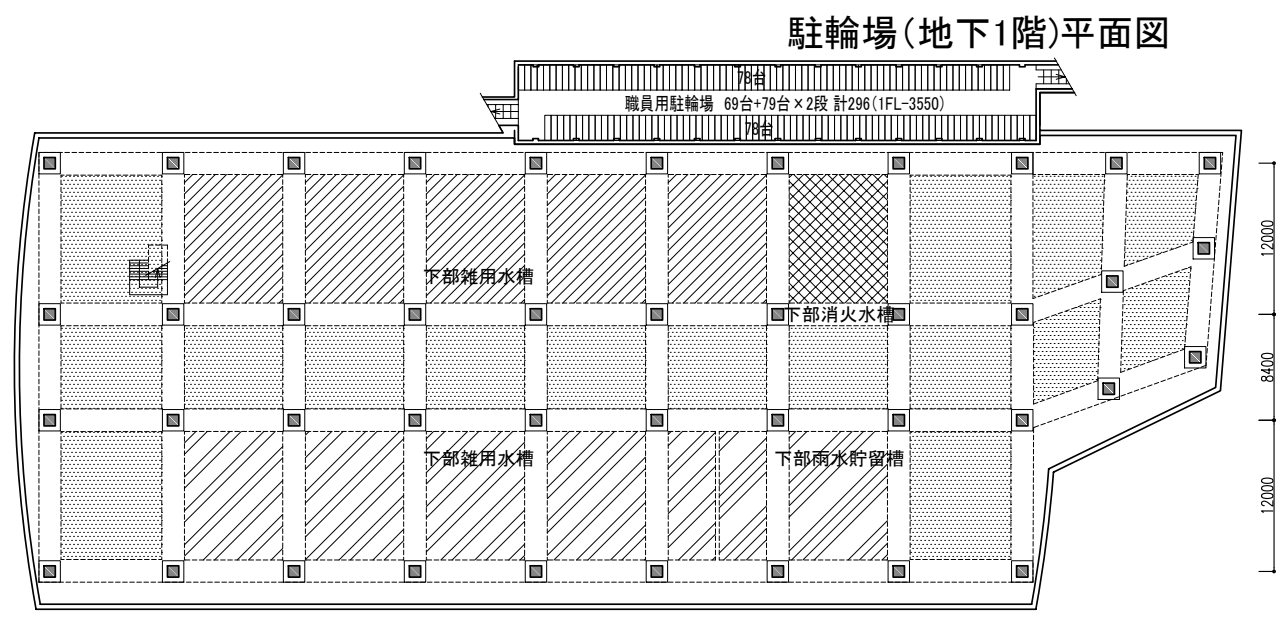 駐輪場(地下1階)平面図
78台
職員用駐輪場 69台+79台×2段 計296(1FL-3550)
78台
12000
下部雑用水槽
下部消火水槽
8400
下部雑用水槽
下部雨水貯留槽
12000